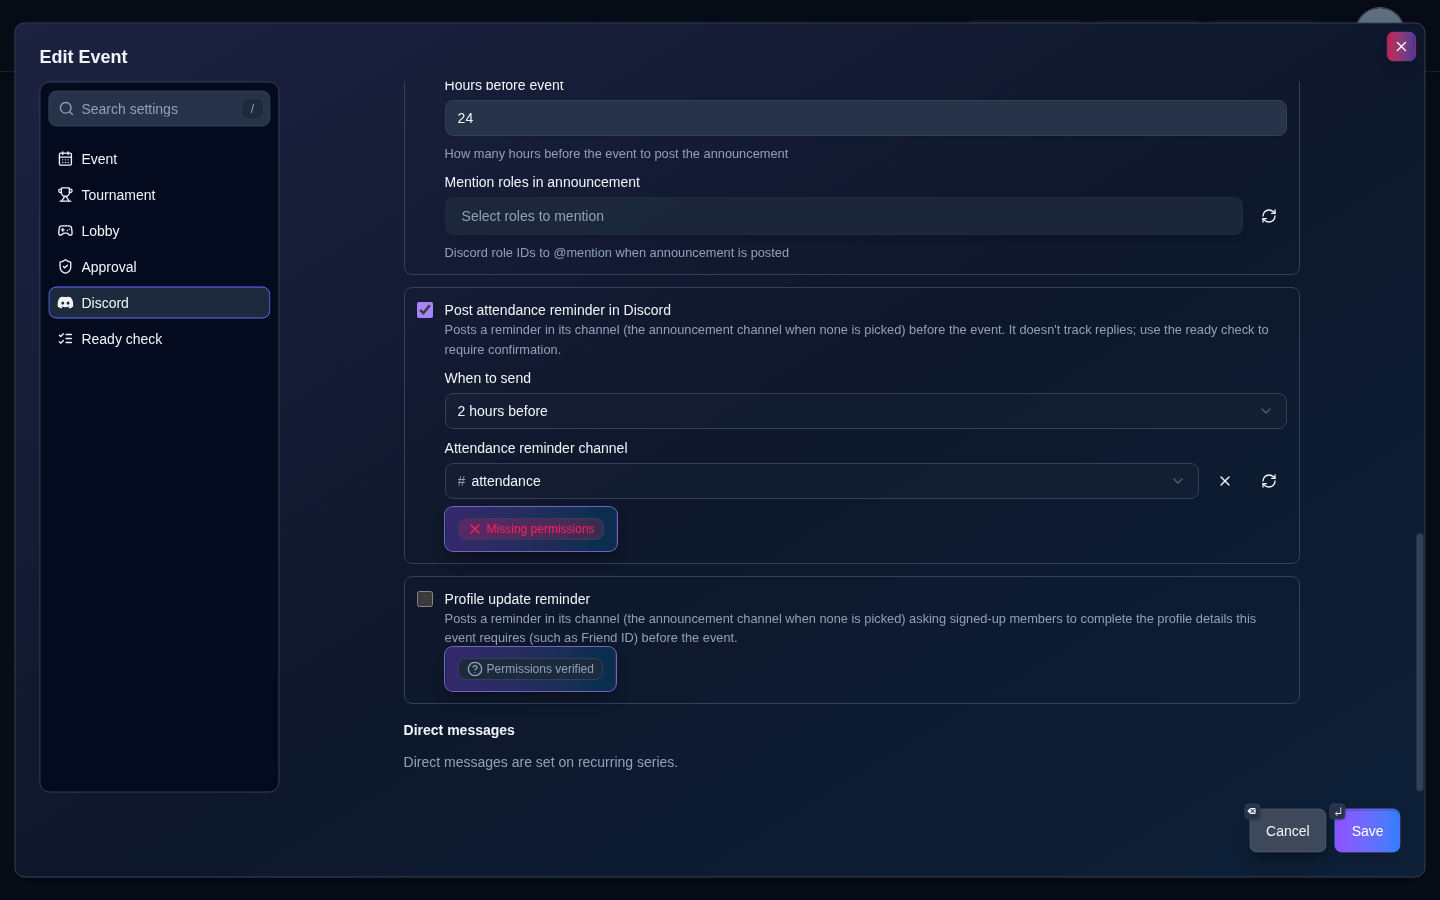 Edit Event
Search settings
/
Event
Tournament
Lobby
Approval
Discord
Ready check
Hours before event
24
How many hours before the event to post the announcement
Mention roles in announcement
Select roles to mention
Discord role IDs to @mention when announcement is posted
Post attendance reminder in Discord
Posts a reminder in its channel (the announcement channel when none is picked) before the event. It doesn't track replies; use the ready check to
require confirmation.
When to send
2 hours before
Attendance reminder channel
# attendance
Missing permissions
Profile update reminder
Posts a reminder in its channel (the announcement channel when none is picked) asking signed-up members to complete the profile details this
event requires (such as Friend ID) before the event.
Permissions verified
Direct messages
Direct messages are set on recurring series.
Cancel
Save